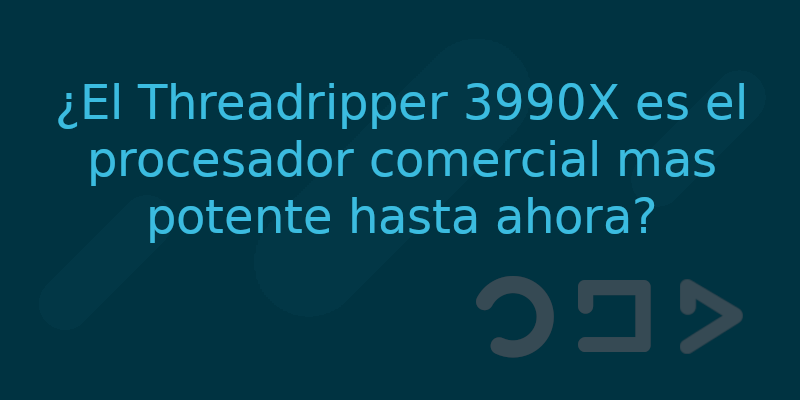 ¿El Threadripper 3990X es el
procesador comercial mas
potente hasta ahora?